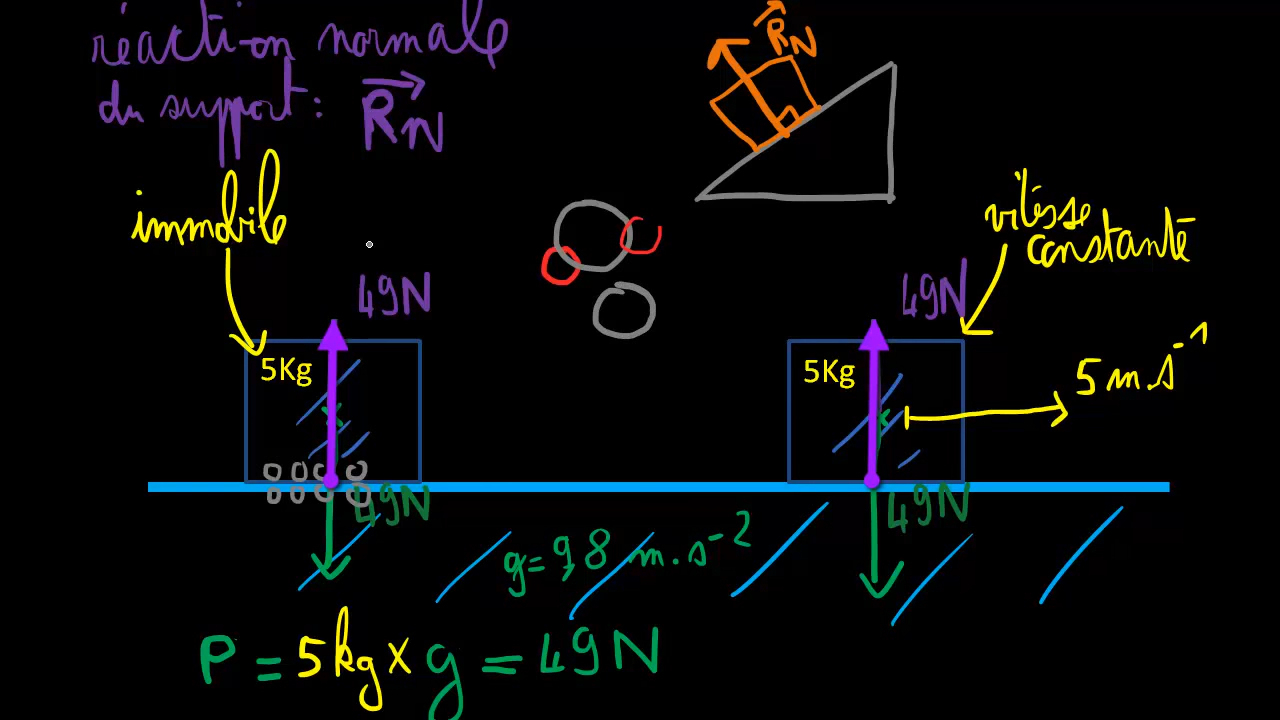 réaction normale
du support : R⃗N
R⃗N
immobile
vitesse
constante
49N
49N
5Kg
5Kg
5 m.s⁻¹
49N
49N
g=9,8 m.s⁻²
P = 5kg x g = 49N